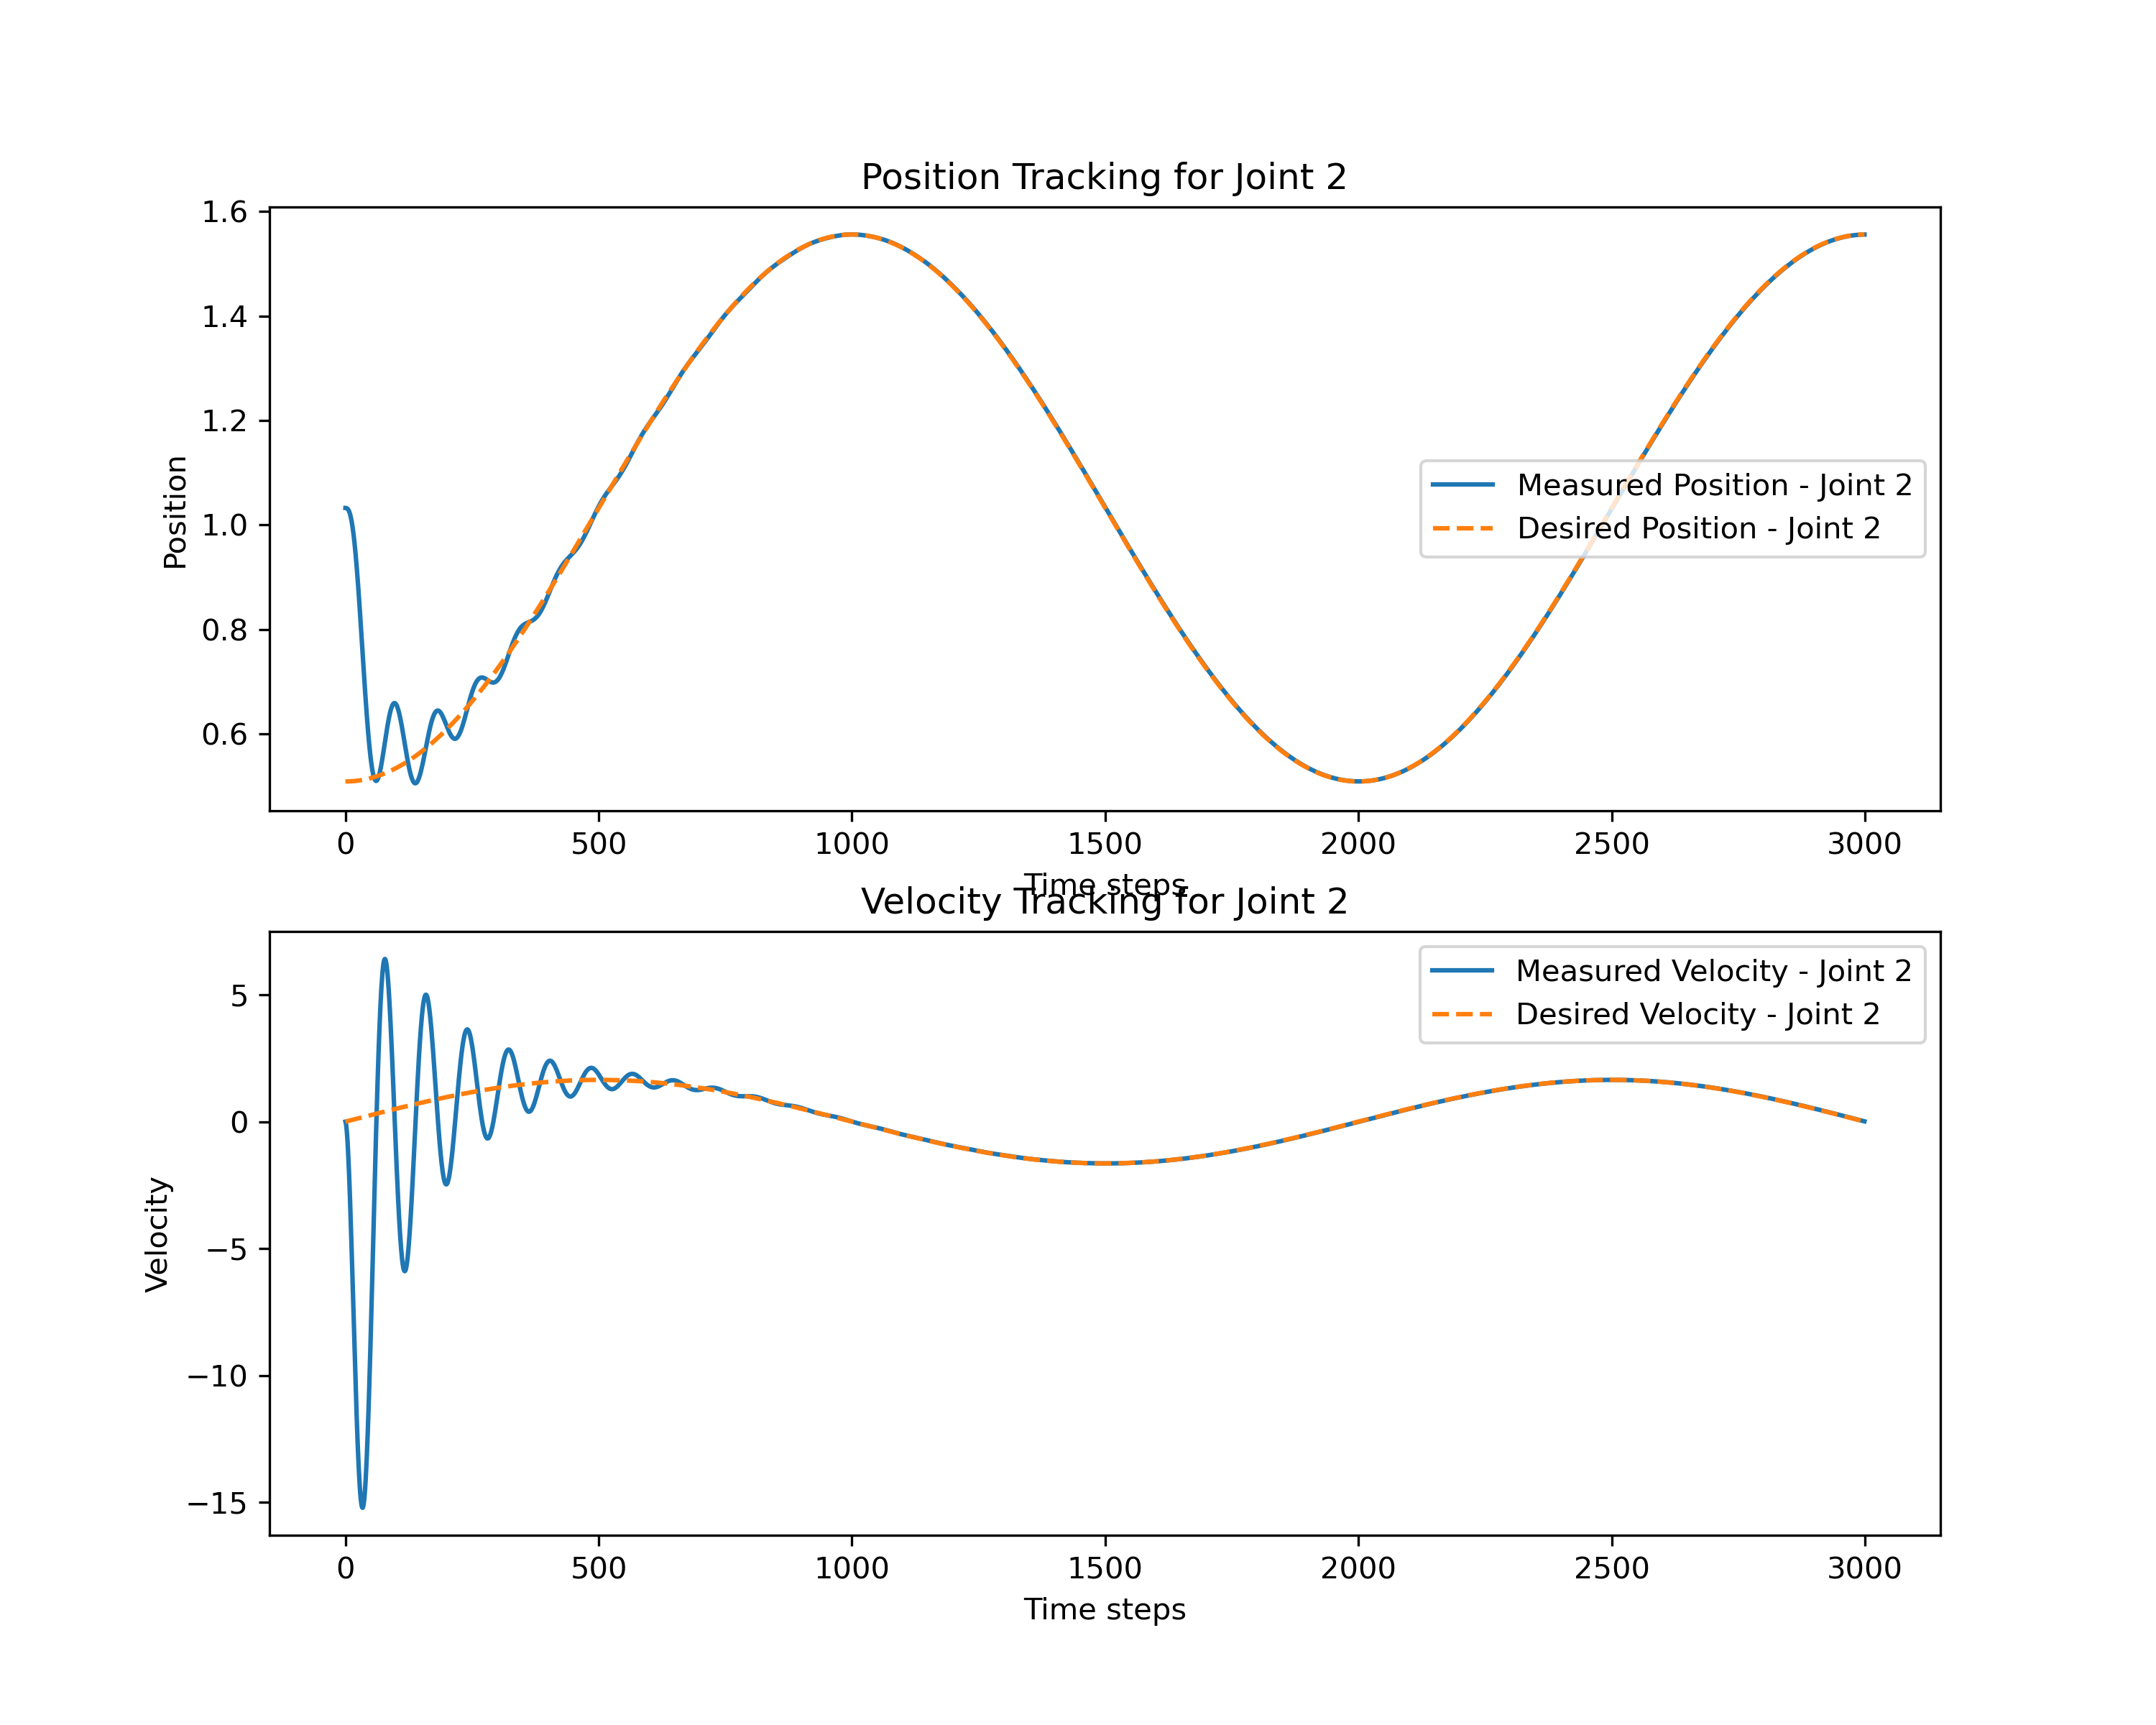 Position Tracking for Joint 2
1.6
1.4
1.2
1.0
0.8
0.6
Position
Measured Position - Joint 2
Desired Position - Joint 2
0 500 1000 1500 2000 2500 3000
Time steps
Velocity Tracking for Joint 2
5
0
−5
−10
−15
Velocity
Measured Velocity - Joint 2
Desired Velocity - Joint 2
0 500 1000 1500 2000 2500 3000
Time steps